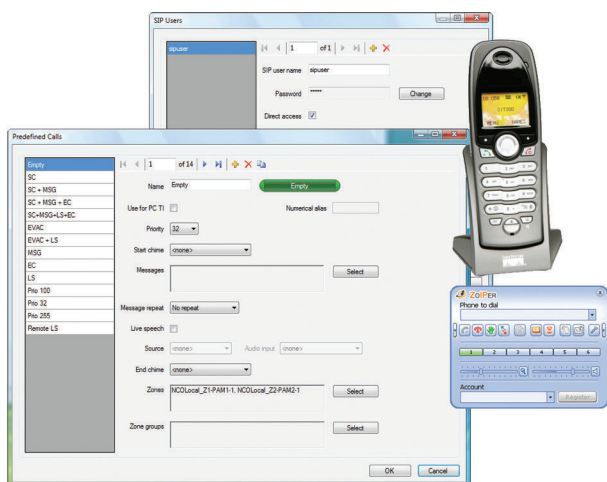 SIP Users
sipuser
1 of 1
SIP user name sipuser
Password *****
Change
Direct access
Predefined Calls
Empty
SC
SC + MSG
SC + MSG + EC
SC+MSG+LS+EC
EVAC
EVAC + LS
MSG
EC
LS
Prio 100
Prio 32
Prio 255
Remote LS
1 of 14
Name Empty
Empty
Use for PC TI
Numerical alias
Priority 32
Start chime <none>
Messages
Select
Message repeat No repeat
Live speech
Source <none>
Audio input <none>
End chime <none>
Zones NCOLocal_Z1-PAM1-1, NCOLocal_Z2-PAM2-1
Select
Zone groups
Select
OK
Cancel
MENU NAMES
ZOIPER
Phone to dial
1 2 3 4 5 6
Account
Register